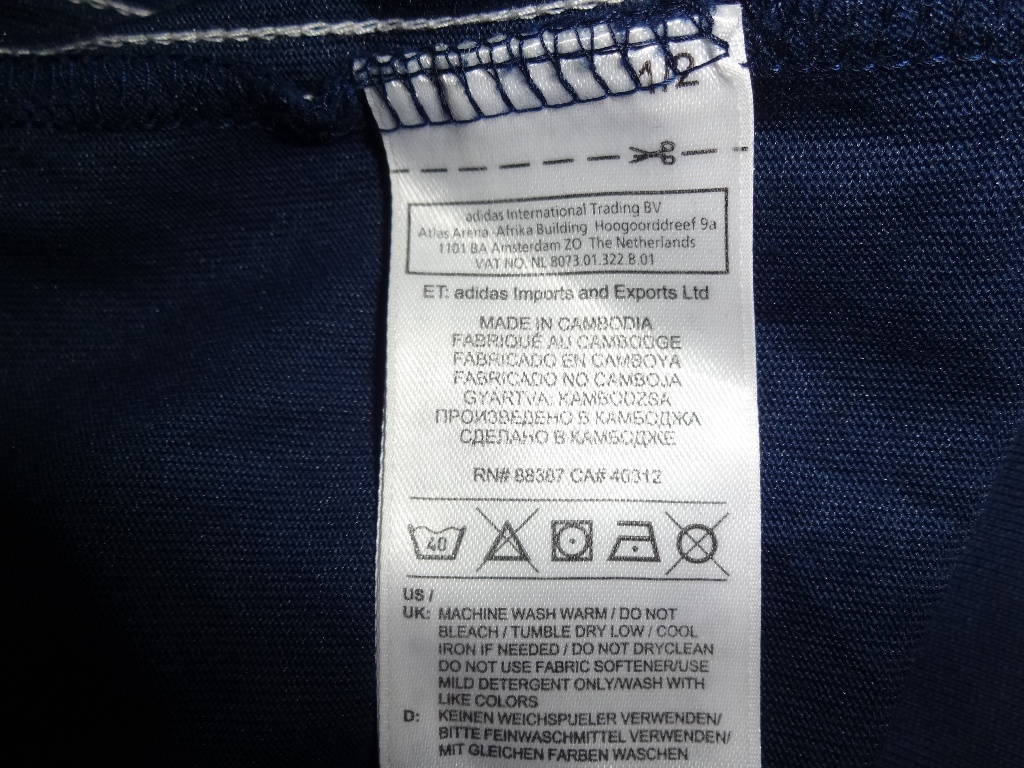 1.2
adidas International Trading BV
Atlas Arena Afrika Building Hoogoorddreef 9a
1101 BA Amsterdam ZO The Netherlands
VAT NO. NL 8073.01.322.B.01
ET: adidas Imports and Exports Ltd
MADE IN CAMBODIA
FABRIQUÉ AU CAMBODGE
FABRICADO EN CAMBOYA
FABRICADO NO CAMBOJA
GYÁRTVA: KAMBODZSA
ПРОИЗВЕДЕНО В КАМБОДЖА
СДЕЛАНО В КАМБОДЖЕ
RN# 88387 CA# 40312
40
US /
UK: MACHINE WASH WARM / DO NOT
BLEACH / TUMBLE DRY LOW / COOL
IRON IF NEEDED / DO NOT DRYCLEAN
DO NOT USE FABRIC SOFTENER/USE
MILD DETERGENT ONLY/WASH WITH
LIKE COLORS
D: KEINEN WEICHSPUELER VERWENDEN/
BITTE FEINWASCHMITTEL VERWENDEN/
MIT GLEICHEN FARBEN WASCHEN